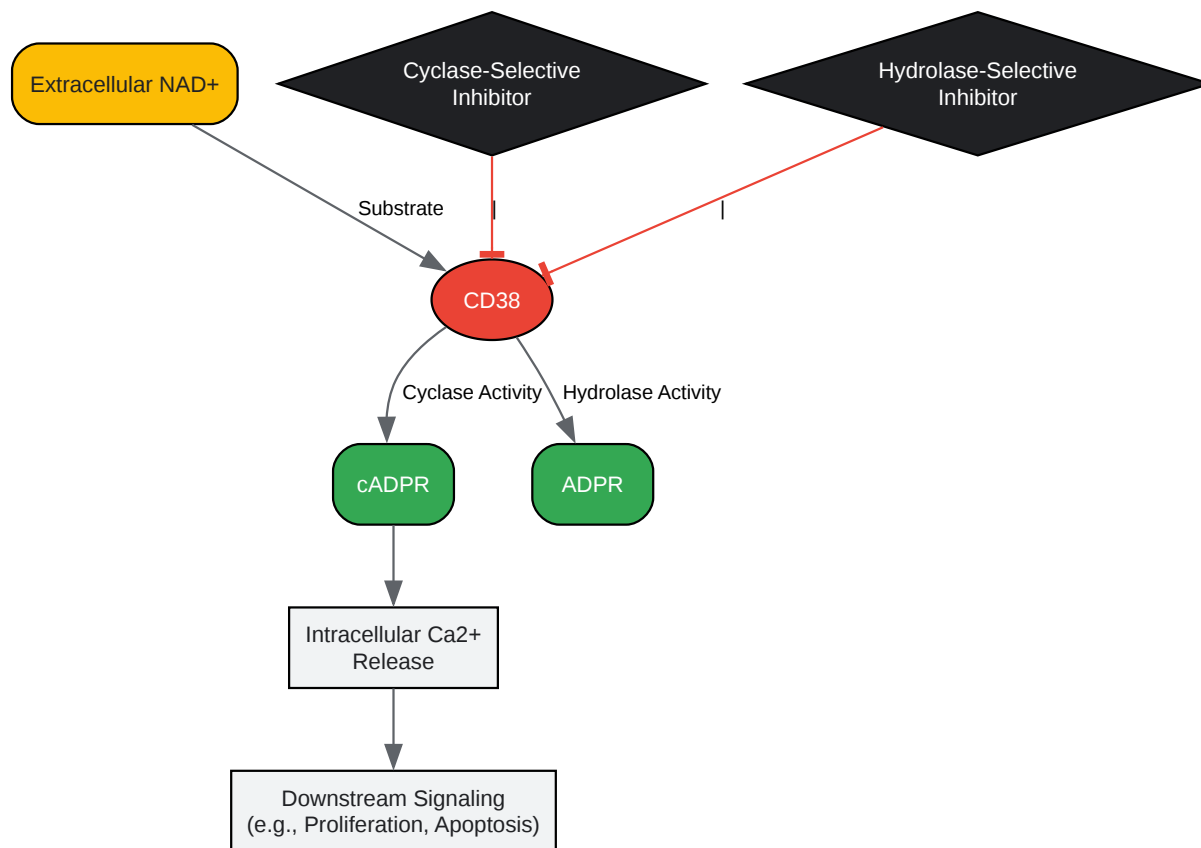 Extracellular NAD+
Cyclase-Selective
Inhibitor
Hydrolase-Selective
Inhibitor
Substrate
|
|
CD38
Cyclase Activity
Hydrolase Activity
cADPR
ADPR
Intracellular Ca2+
Release
Downstream Signaling
(e.g., Proliferation, Apoptosis)